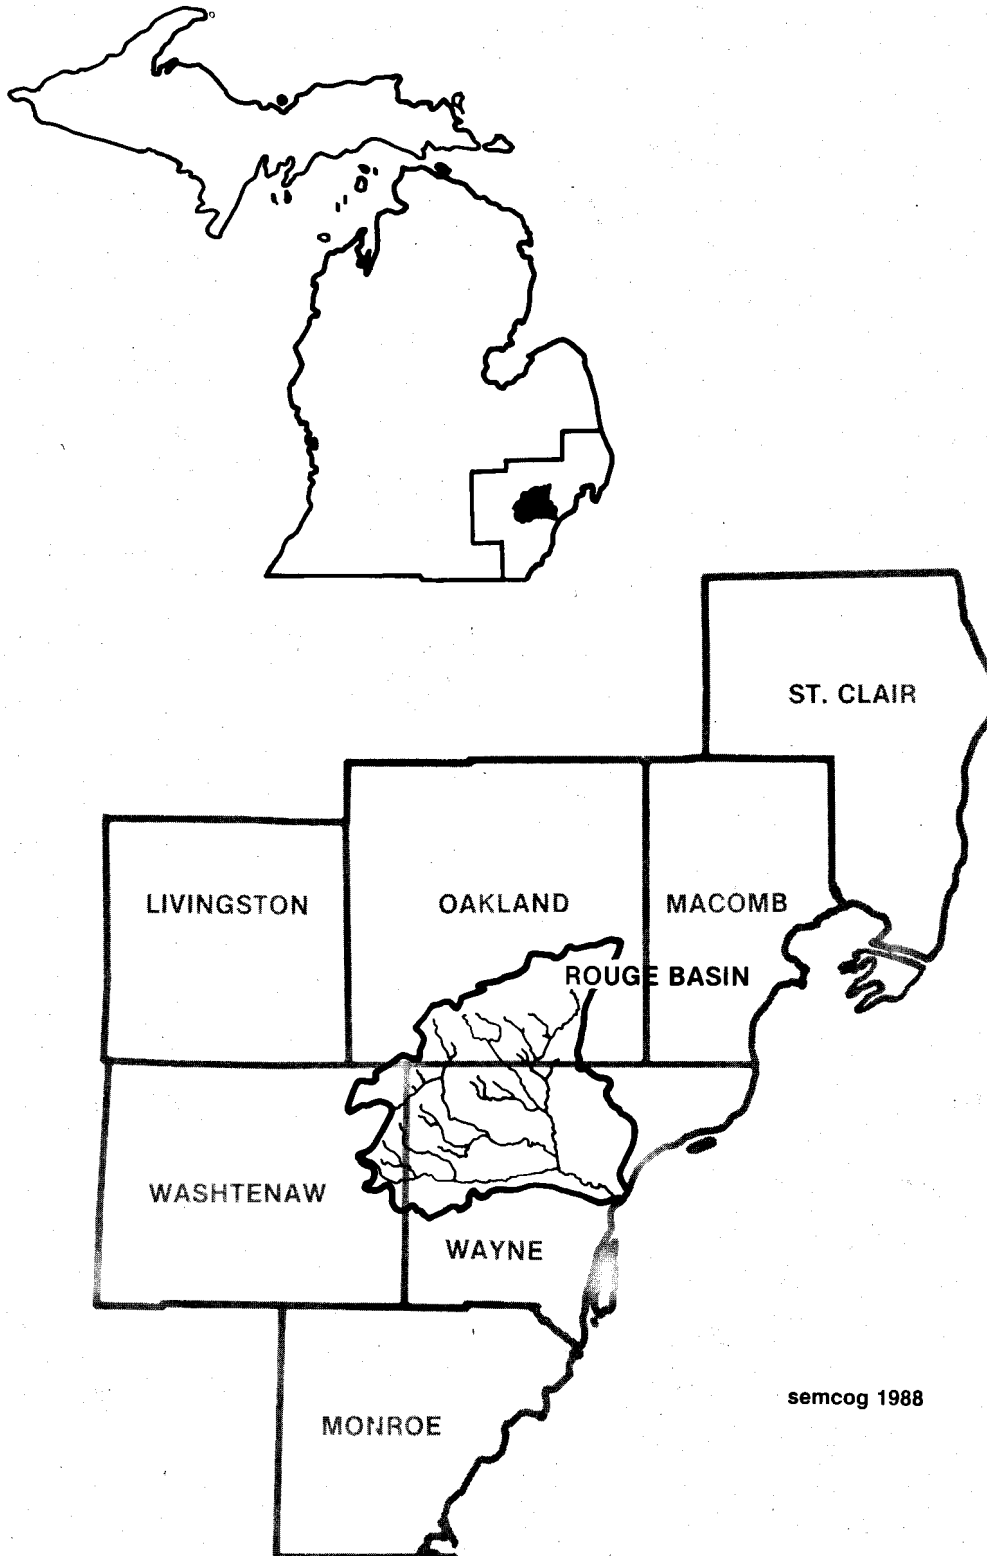 ST. CLAIR
LIVINGSTON
OAKLAND
MACOMB
ROUGE BASIN
WASHTENAW
WAYNE
semcog 1988
MONROE